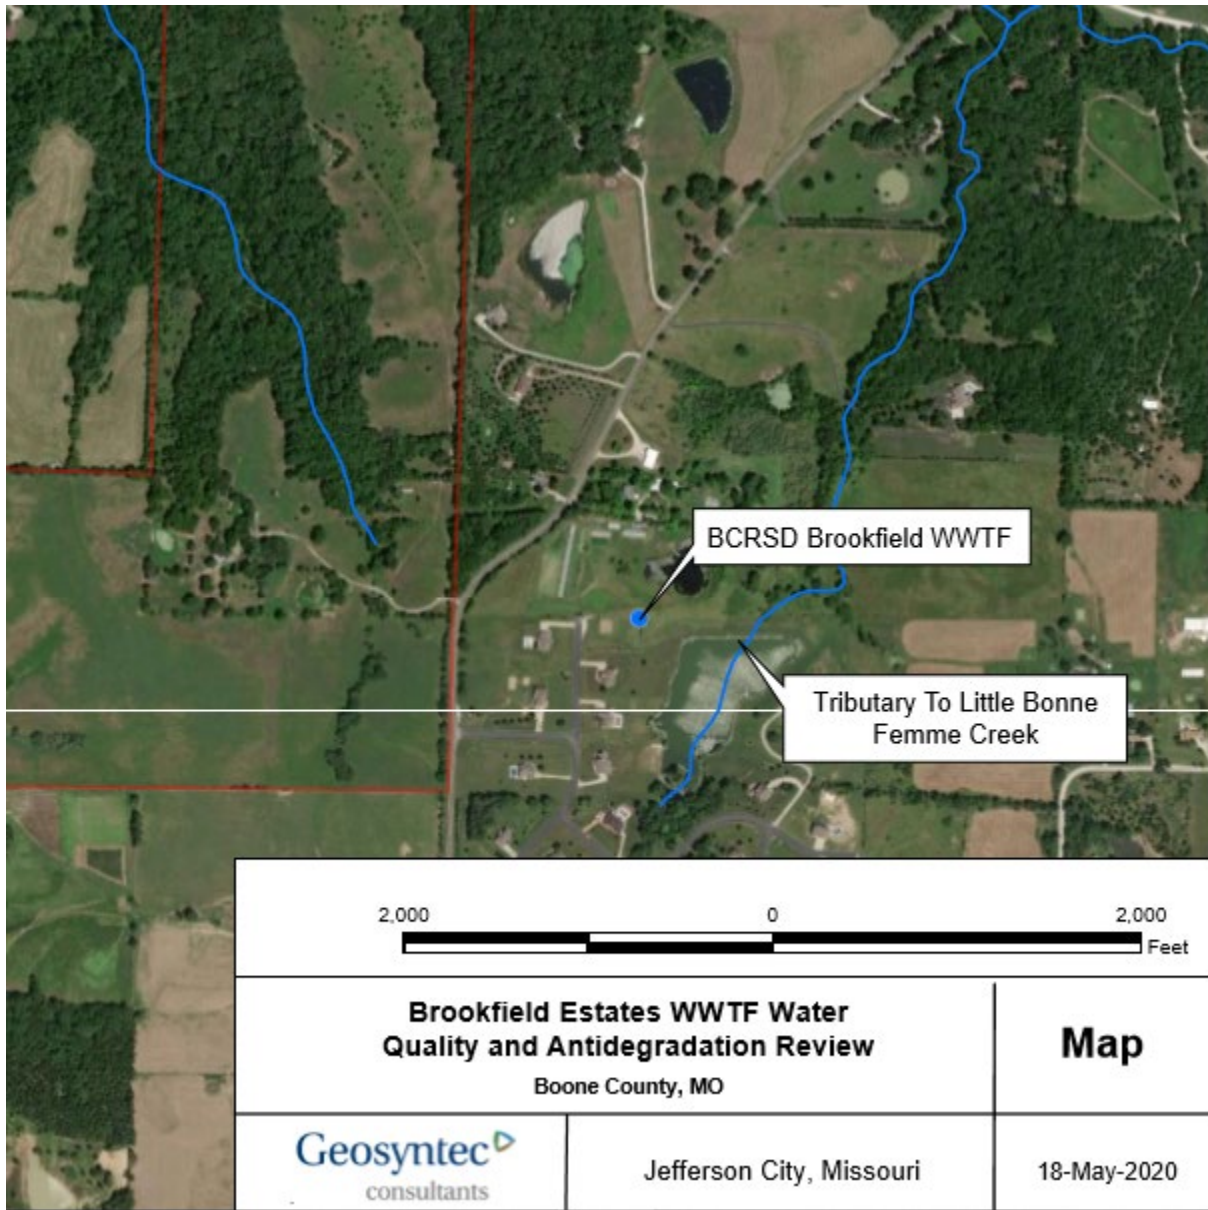 BCRSD Brookfield WWTF
Tributary To Little Bonne
Femme Creek
2,000 0 2,000
Feet
Brookfield Estates WWTF Water
Quality and Antidegradation Review
Boone County, MO
Map
Geosyntec
consultants
Jefferson City, Missouri
18-May-2020